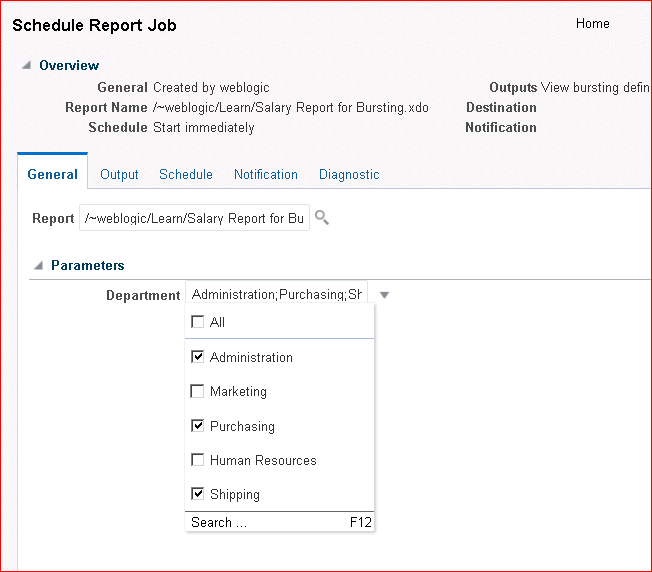 Schedule Report Job Home
Overview
General Created by weblogic Outputs View bursting defin
Report Name /~weblogic/Learn/Salary Report for Bursting.xdo Destination
Schedule Start immediately Notification
General Output Schedule Notification Diagnostic
Report /~weblogic/Learn/Salary Report for Bu
Parameters
Department Administration;Purchasing;Sh
All
Administration
Marketing
Purchasing
Human Resources
Shipping
Search ... F12